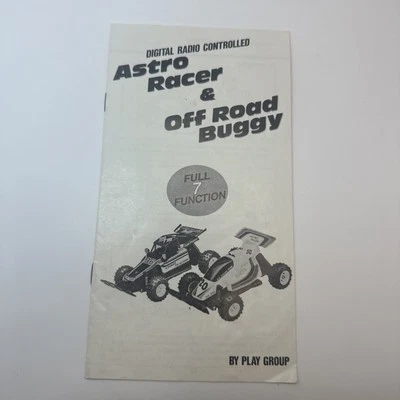 DIGITAL RADIO CONTROLLED
Astro
Racer
&
Off Road
Buggy
FULL
7
FUNCTION
BY PLAY GROUP